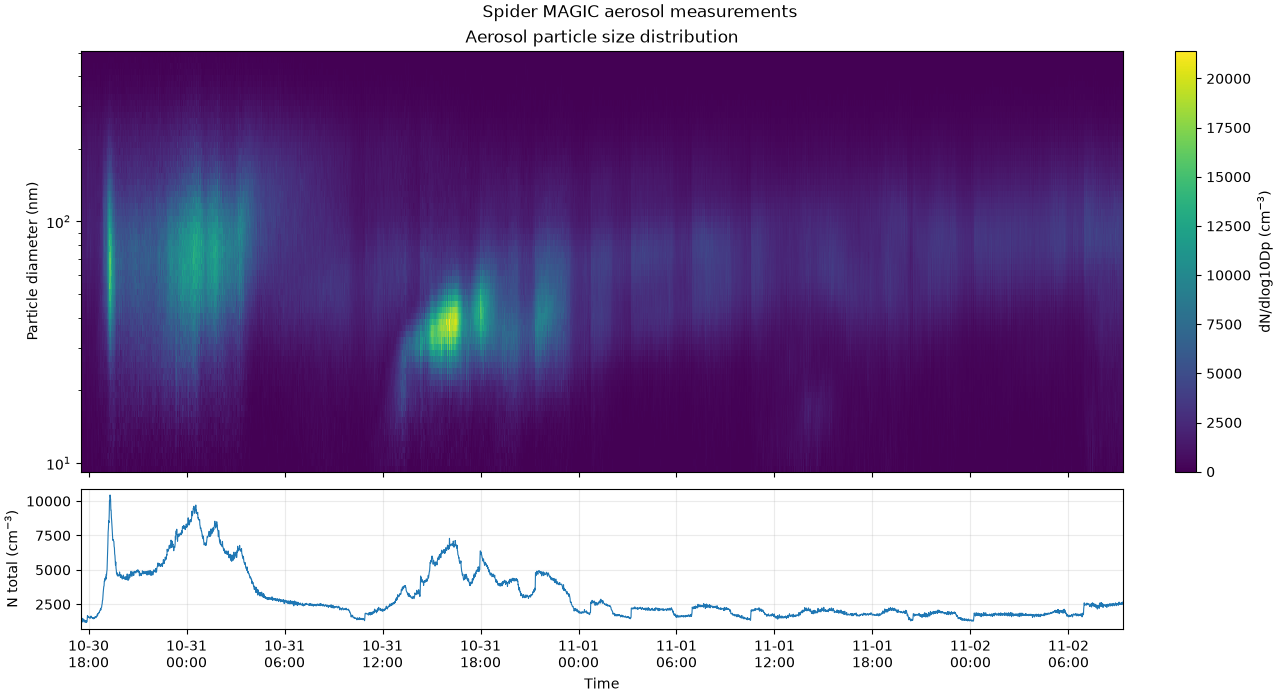 Spider MAGIC aerosol measurements
Aerosol particle size distribution
Particle diameter (nm)
10²
10¹
20000
17500
15000
12500
10000
7500
5000
2500
0
dN/dlog10Dp (cm⁻³)
N total (cm⁻³)
10000
7500
5000
2500
10-30 10-31 10-31 10-31 10-31 11-01 11-01 11-01 11-01 11-02 11-02
18:00 00:00 06:00 12:00 18:00 00:00 06:00 12:00 18:00 00:00 06:00
Time